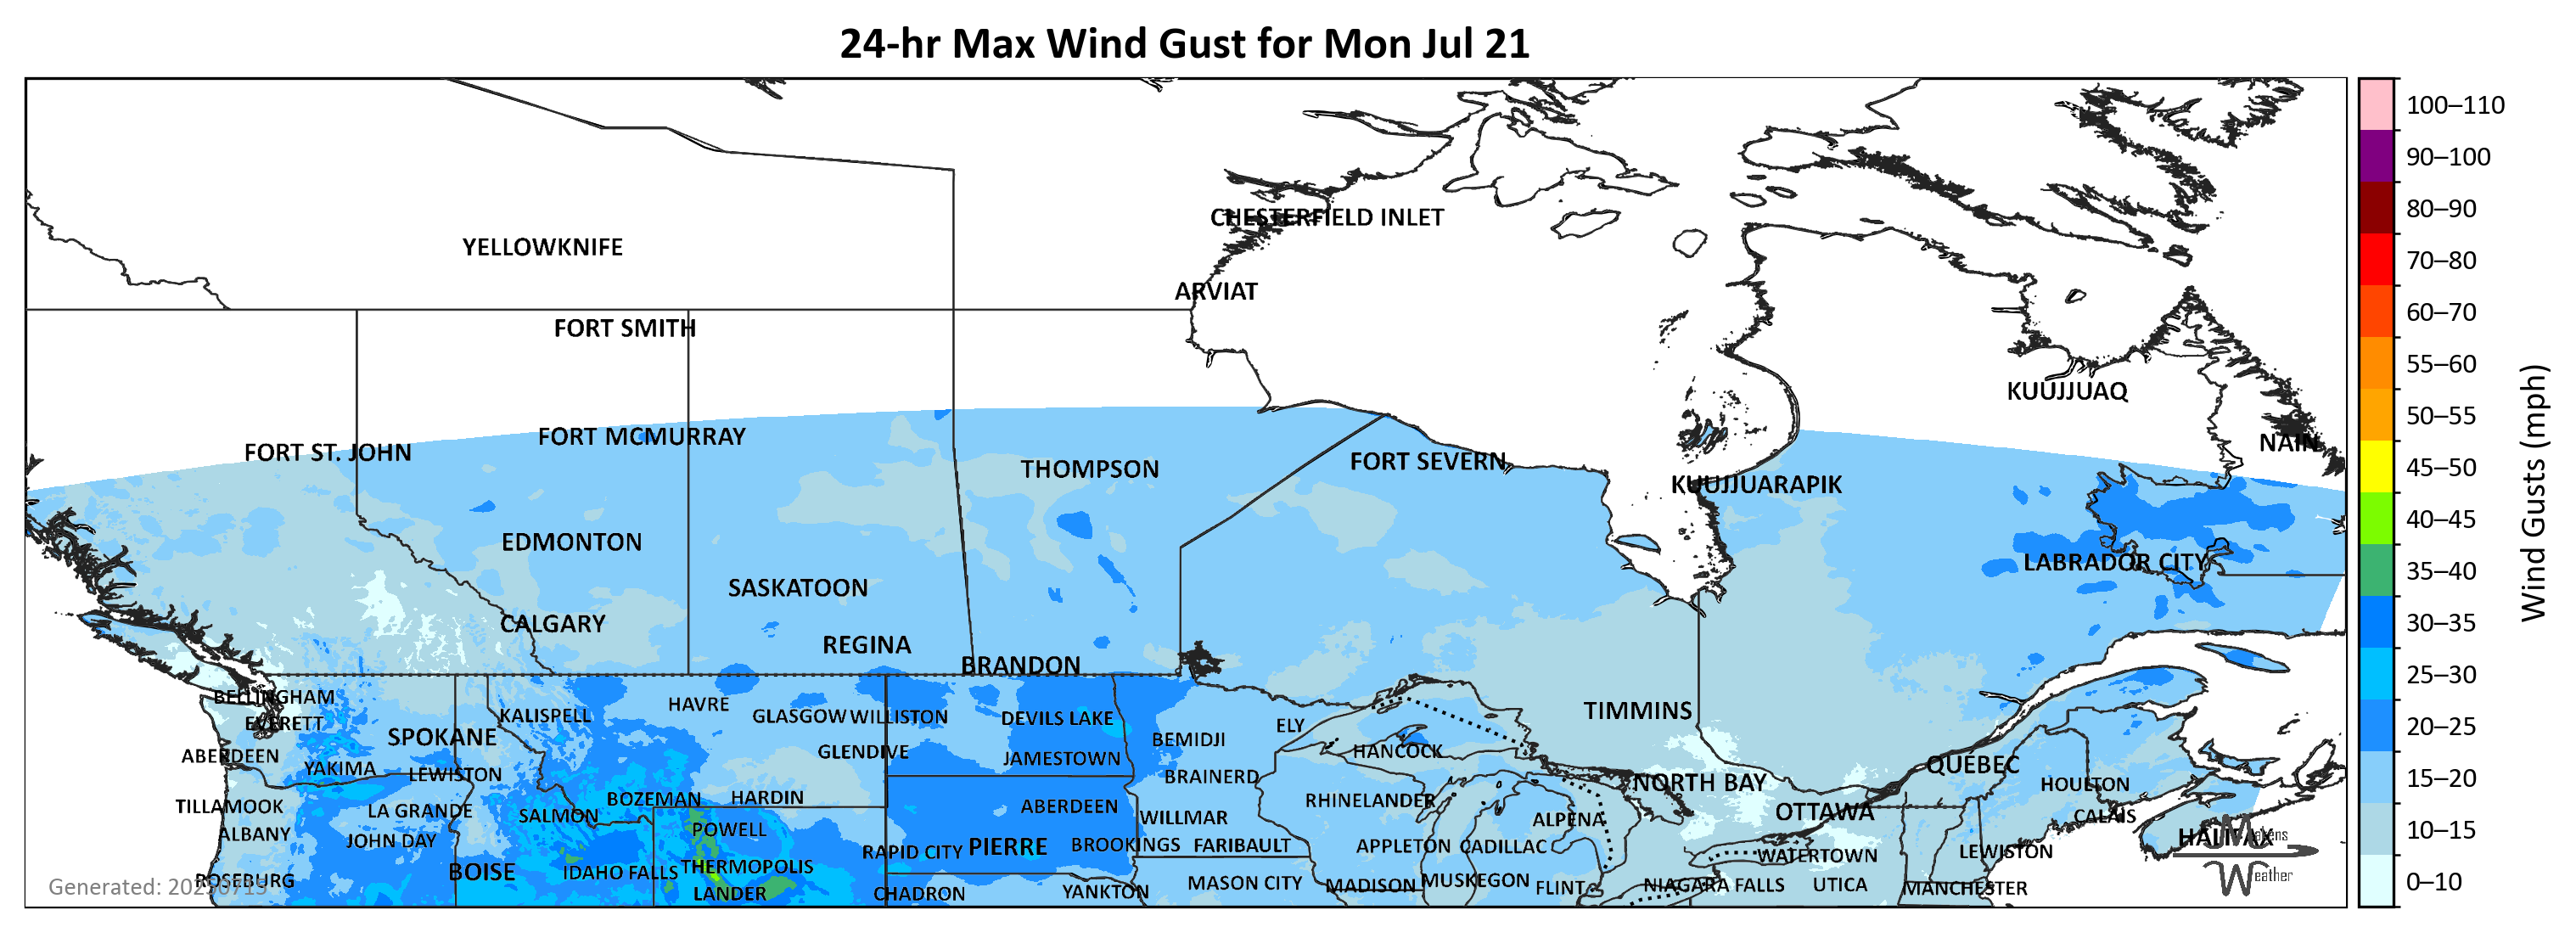 24-hr Max Wind Gust for Mon Jul 21
100–110
90–100
80–90
70–80
60–70
55–60
50–55
45–50
40–45
35–40
30–35
25–30
20–25
15–20
10–15
0–10
Wind Gusts (mph)
CHESTERFIELD INLET
YELLOWKNIFE
ARVIAT
FORT SMITH
KUUJJUAQ
FORT MCMURRAY
NAIN
FORT ST. JOHN
FORT SEVERN
THOMPSON
KUUJJUARAPIK
EDMONTON
LABRADOR CITY
SASKATOON
CALGARY
REGINA
BRANDON
BELLINGHAM
HAVRE
TIMMINS
KALISPELL
GLASGOW
WILLISTON
DEVILS LAKE
EVERETT
ELY
SPOKANE
BEMIDJI
HANCOCK
GLENDIVE
ABERDEEN
JAMESTOWN
QUÉBEC
YAKIMA
LEWISTON
BRAINERD
NORTH BAY
HOULTON
BOZEMAN
HARDIN
RHINELANDER
TILLAMOOK
ABERDEEN
LA GRANDE
OTTAWA
SALMON
WILLMAR
CALAIS
ALPENA
POWELL
ALBANY
HALIFAX
JOHN DAY
BROOKINGS
FARIBAULT
APPLETON
CADILLAC
PIERRE
RAPID CITY
LEWISTON
WATERTOWN
THERMOPOLIS
BOISE
IDAHO FALLS
ROSEBURG
MUSKEGON
MASON CITY
MADISON
NIAGARA FALLS
UTICA
FLINT
MANCHESTER
YANKTON
LANDER
CHADRON
Makens
Weather
Generated: